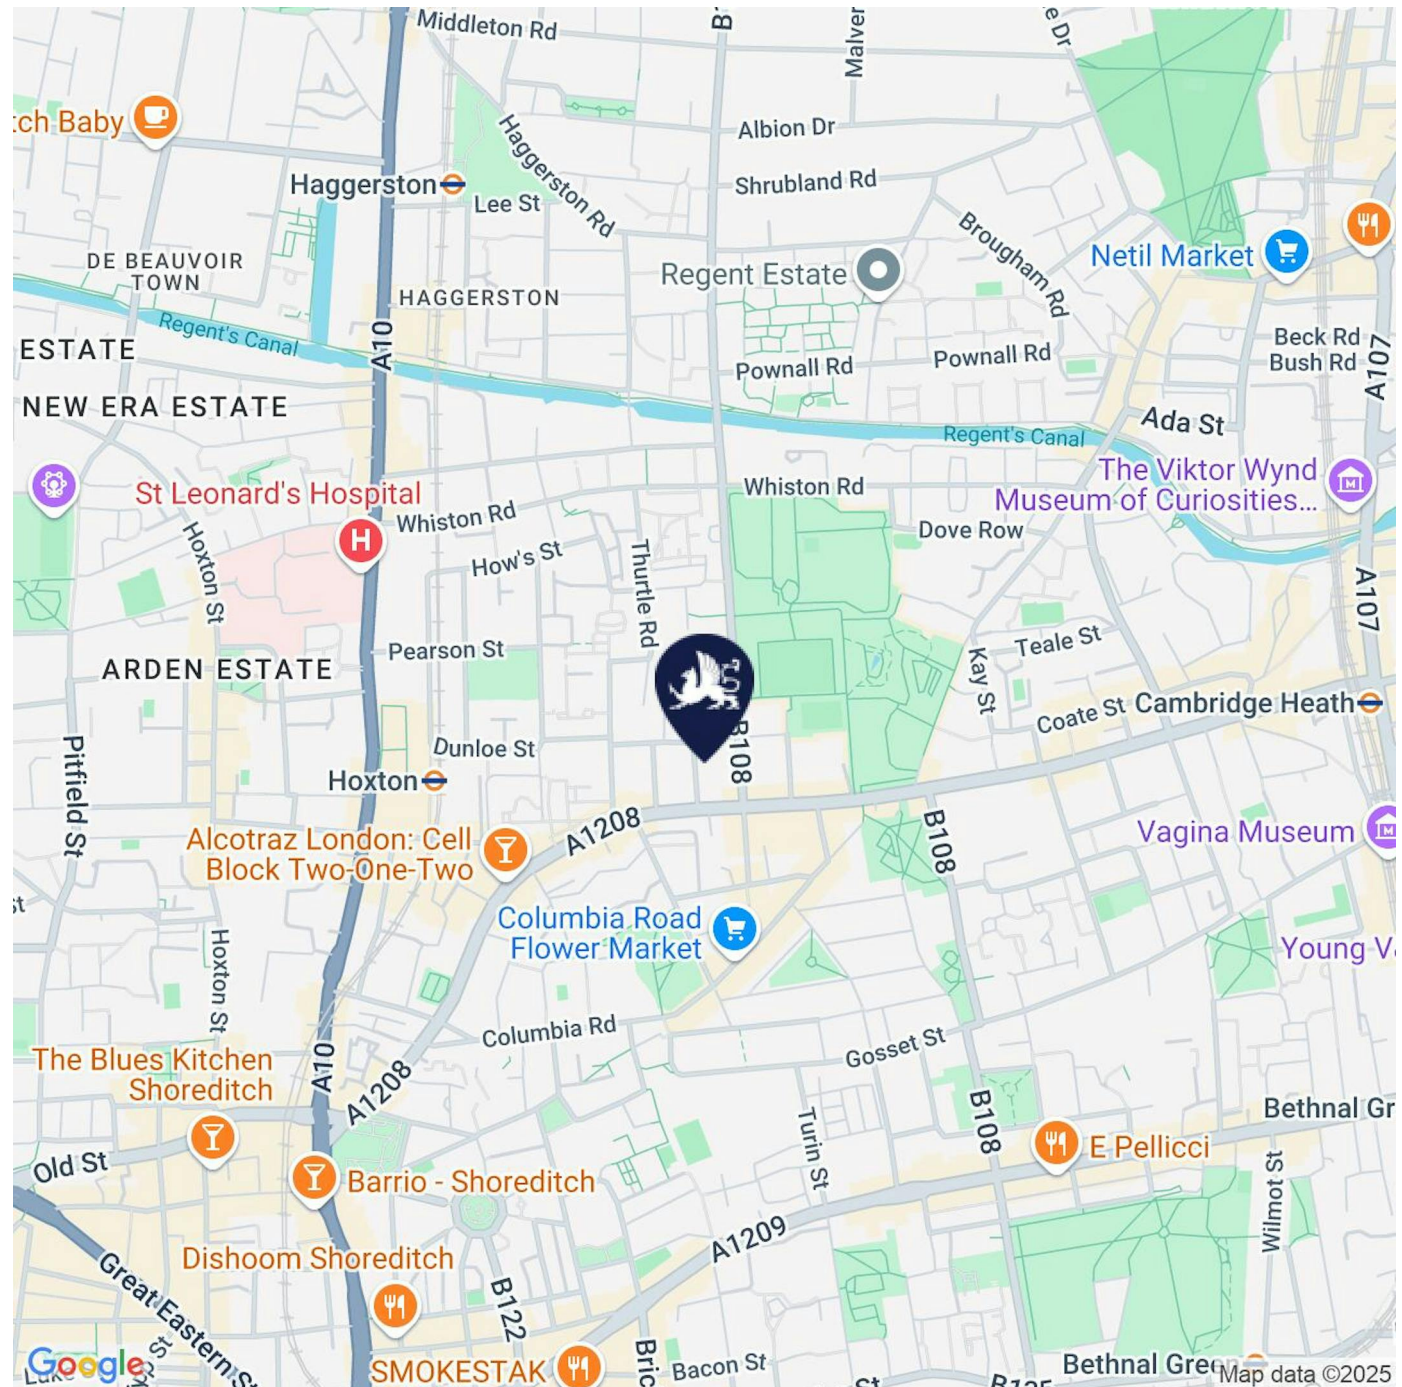 Middleton Rd
Albion Dr
tch Baby
Haggerston
Haggerston Rd
Lee St
Shrubland Rd
Brougham Rd
Netil Market
DE BEAUVOIR
TOWN
HAGGERSTON
Regent Estate
Regent's Canal
A10
ESTATE
Beck Rd
Bush Rd
A107
Pownall Rd
Pownall Rd
NEW ERA ESTATE
Ada St
Regent's Canal
St Leonard's Hospital
H
Whiston Rd
Whiston Rd
The Viktor Wynd
Museum of Curiosities...
Hoxton St
How's St
Dove Row
Thurtle Rd
A107
Pearson St
Teale St
Kay St
ARDEN ESTATE
Cambridge Heath
Coate St
B108
Pitfield St
Dunloe St
Hoxton
A1208
Alcotraz London: Cell
Block Two-One-Two
B108
Vagina Museum
Columbia Road
Flower Market
Hoxton St
Young V
Columbia Rd
Gosset St
The Blues Kitchen
Shoreditch
A10
A1208
B108
Bethnal Gr
Turin St
E Pellicci
Old St
Barrio - Shoreditch
Wilmot St
A1209
Dishoom Shoreditch
Great Eastern St
B122
Google
SMOKESTAK
Bric
Bacon St
Bethnal Green
Map data ©2025